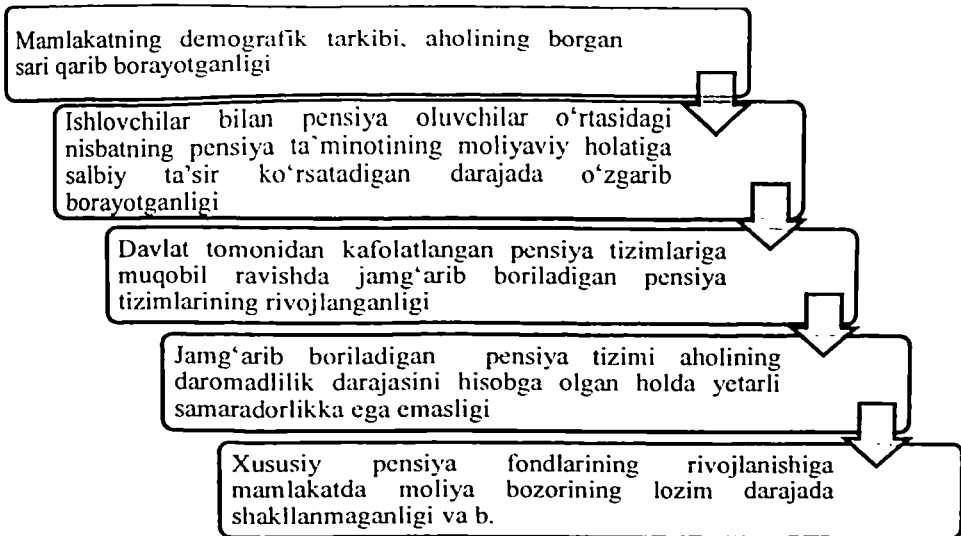 Mamlakatning demografik tarkibi, aholining borgan
sari qarib borayotganligi
Ishlovchilar bilan pensiya oluvchilar o‘rtasidagi
nisbatning pensiya ta`minotining moliyaviy holatiga
salbiy ta’sir ko‘rsatadigan darajada o‘zgarib
borayotganligi
Davlat tomonidan kafolatlangan pensiya tizimlariga
muqobil ravishda jamg‘arib boriladigan pensiya
tizimlarining rivojlanganligi
Jamg‘arib boriladigan pensiya tizimi aholining
daromadlilik darajasini hisobga olgan holda yetarli
samaradorlikka ega emasligi
Xususiy pensiya fondlarining rivojlanishiga
mamlakatda moliya bozorining lozim darajada
shakllanmaganligi va b.